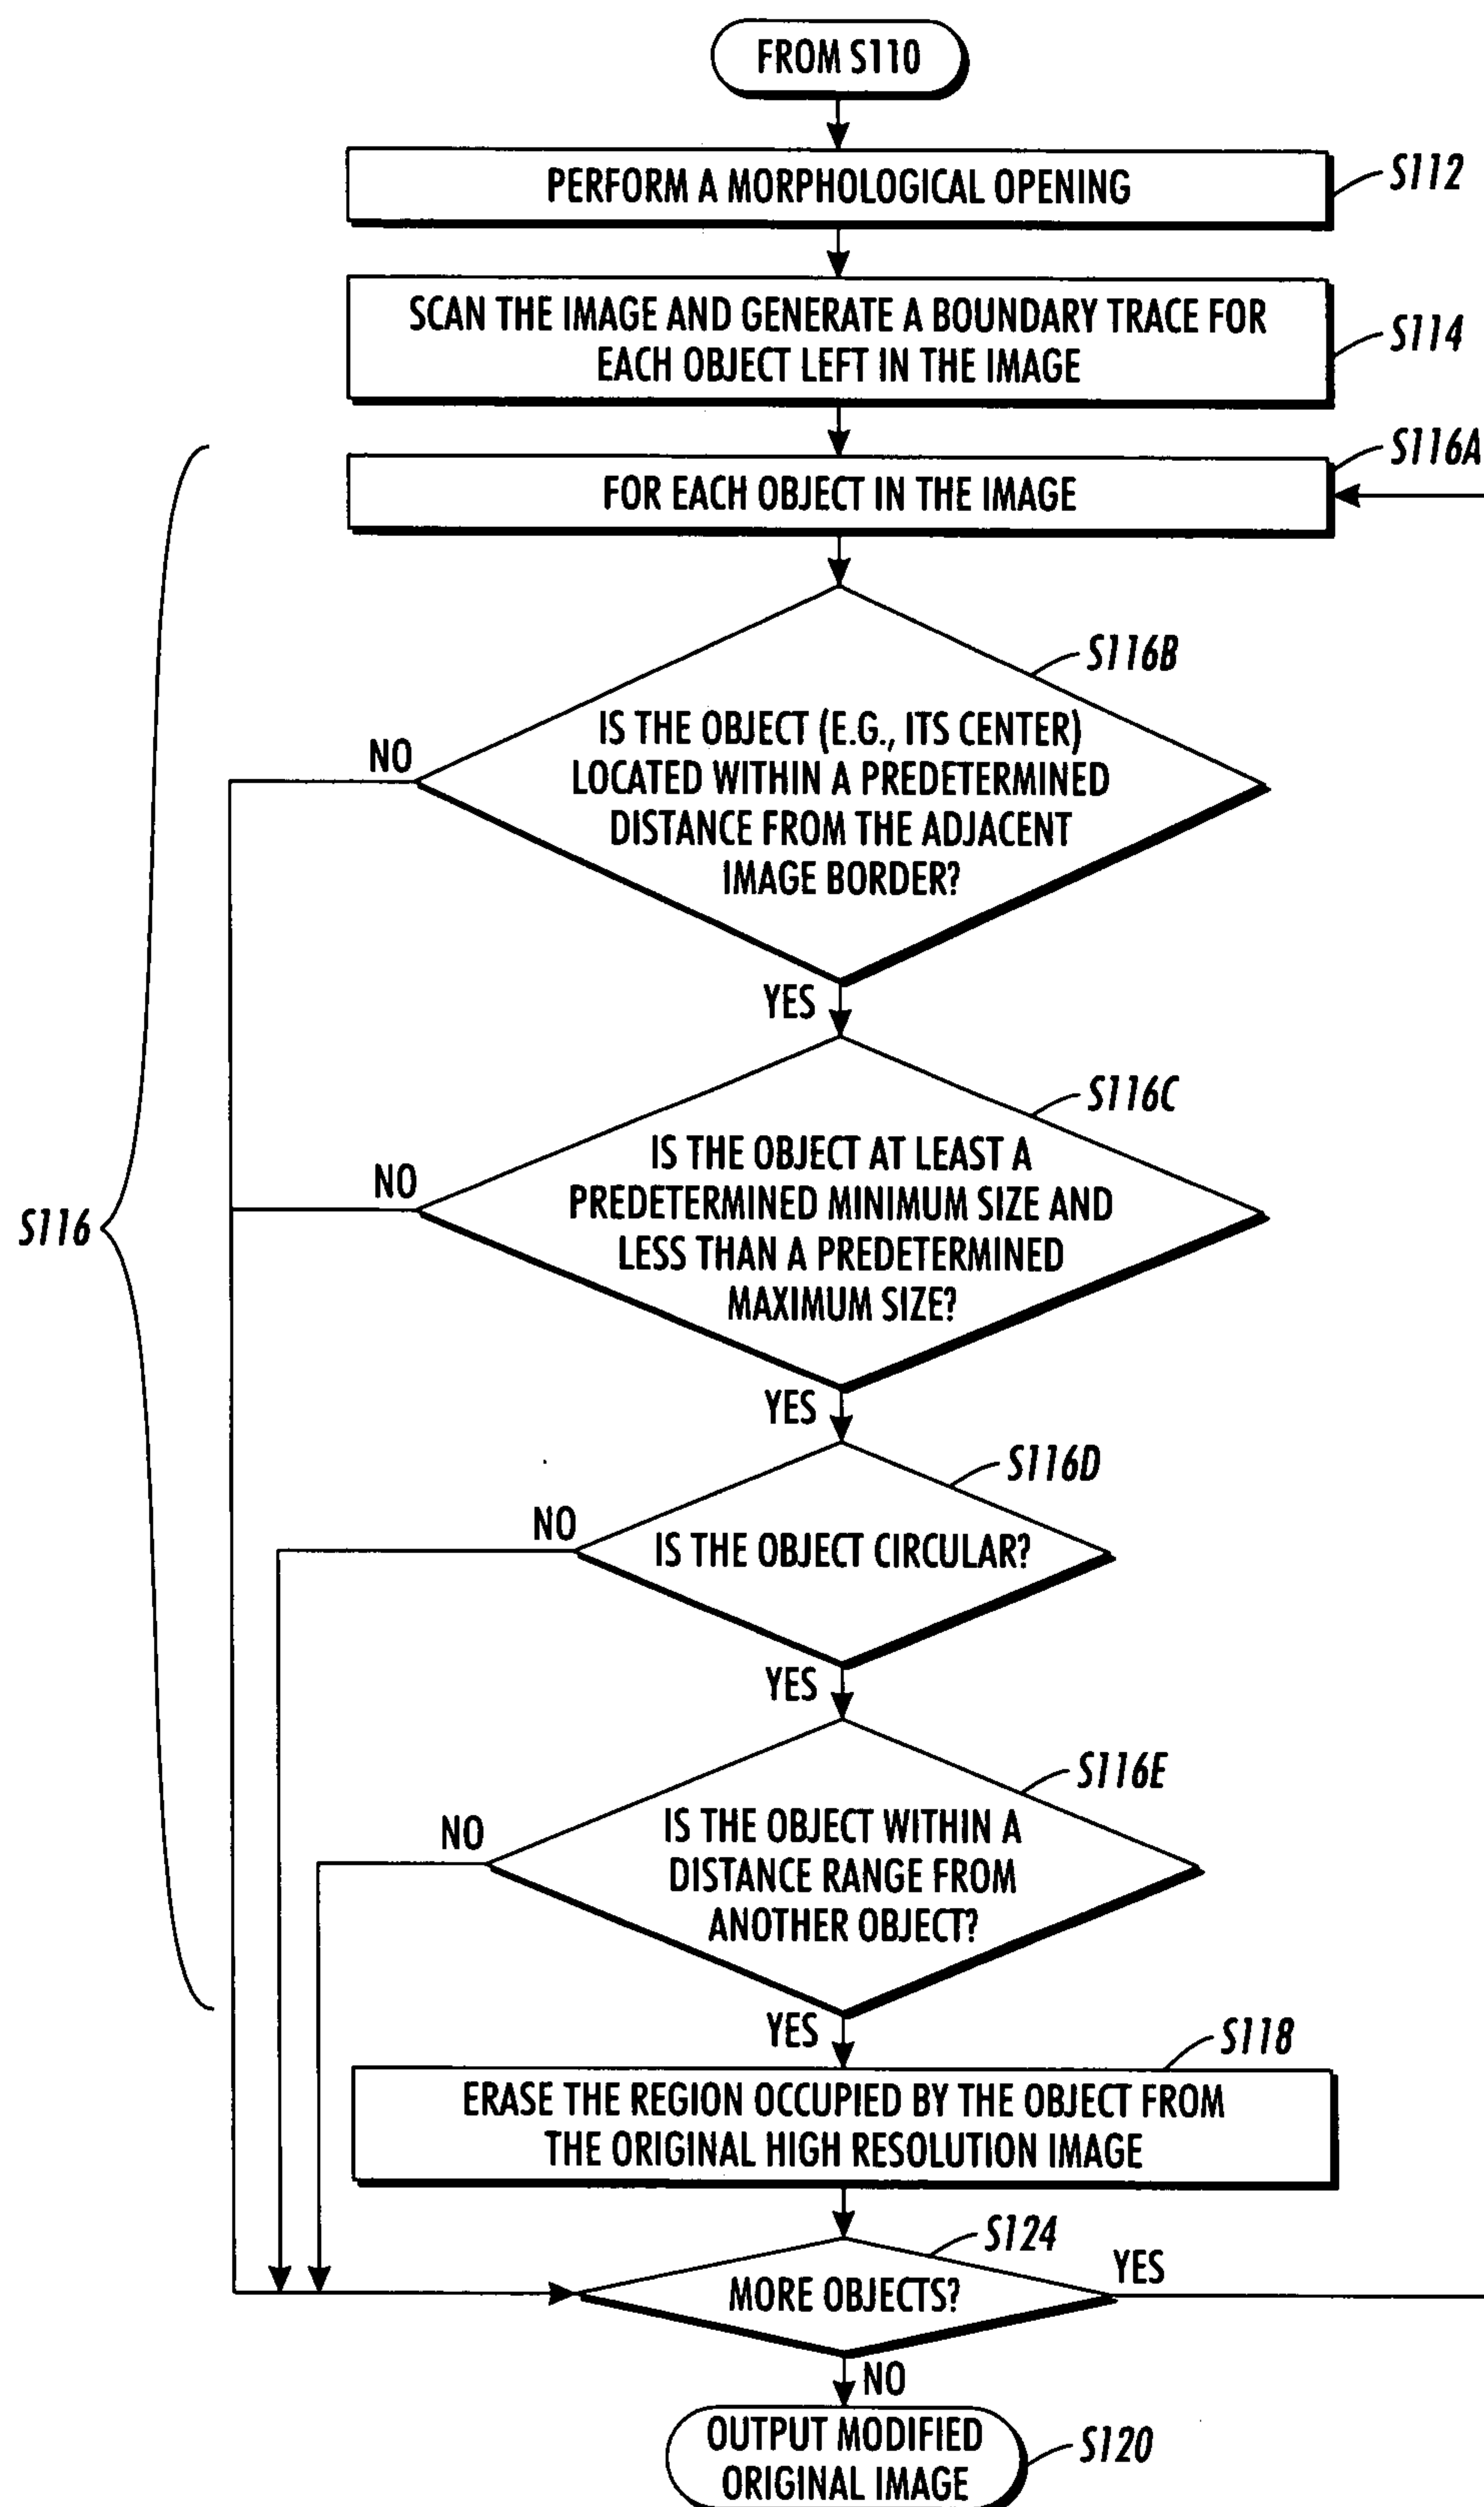 FROM S110
PERFORM A MORPHOLOGICAL OPENING
S112
SCAN THE IMAGE AND GENERATE A BOUNDARY TRACE FOR
EACH OBJECT LEFT IN THE IMAGE
S114
S116A
FOR EACH OBJECT IN THE IMAGE
S116B
IS THE OBJECT (E.G., ITS CENTER)
LOCATED WITHIN A PREDETERMINED
DISTANCE FROM THE ADJACENT
IMAGE BORDER?
NO
YES
S116C
IS THE OBJECT AT LEAST A
PREDETERMINED MINIMUM SIZE AND
LESS THAN A PREDETERMINED
MAXIMUM SIZE?
NO
S116
YES
S116D
NO
IS THE OBJECT CIRCULAR?
YES
S116E
NO
IS THE OBJECT WITHIN A
DISTANCE RANGE FROM
ANOTHER OBJECT?
YES
S118
ERASE THE REGION OCCUPIED BY THE OBJECT FROM
THE ORIGINAL HIGH RESOLUTION IMAGE
S124
MORE OBJECTS?
YES
NO
OUTPUT MODIFIED
ORIGINAL IMAGE
S120